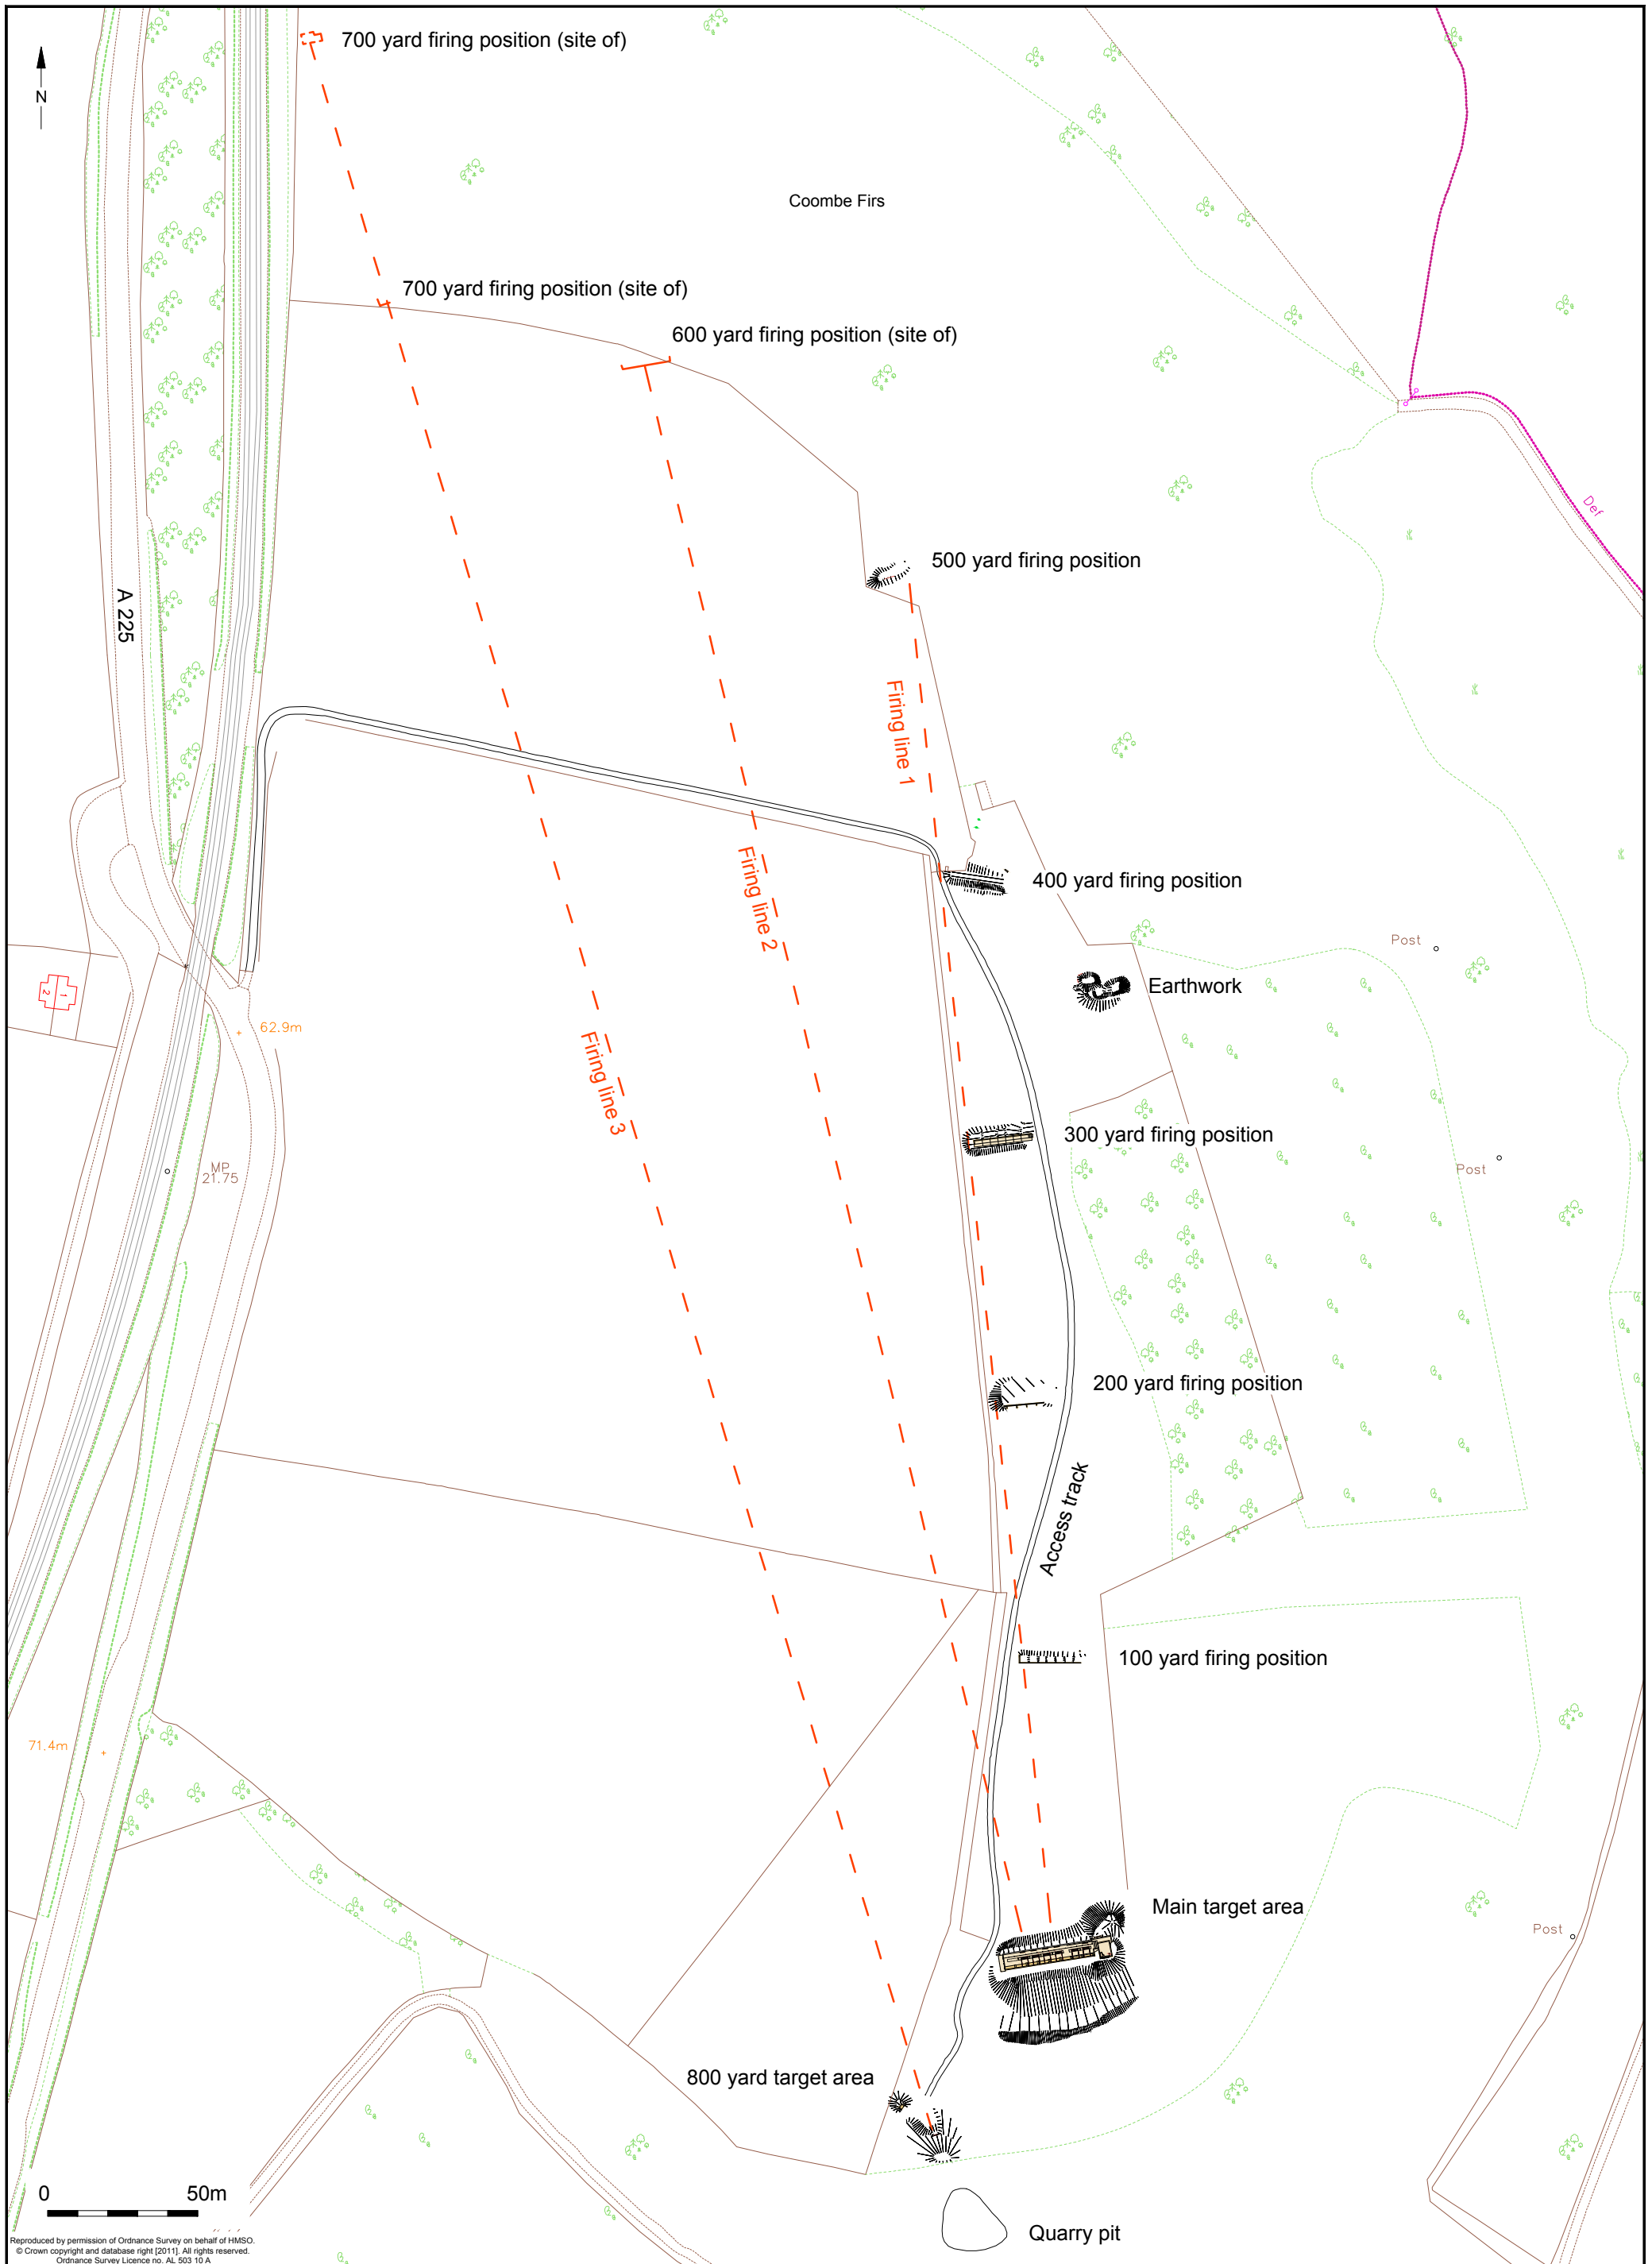 700 yard firing position (site of)
N
Coombe Firs
700 yard firing position (site of)
600 yard firing position (site of)
Def
500 yard firing position
A 225
Firing line 1
400 yard firing position
Firing line 2
Post
Earthwork
1
2
62.9m
Firing line 3
300 yard firing position
MP
21.75
Post
200 yard firing position
Access track
100 yard firing position
71.4m
Main target area
Post
800 yard target area
0 50m
Quarry pit
Reproduced by permission of Ordnance Survey on behalf of HMSO.
© Crown copyright and database right [2011]. All rights reserved.
Ordnance Survey Licence no. AL 503 10 A